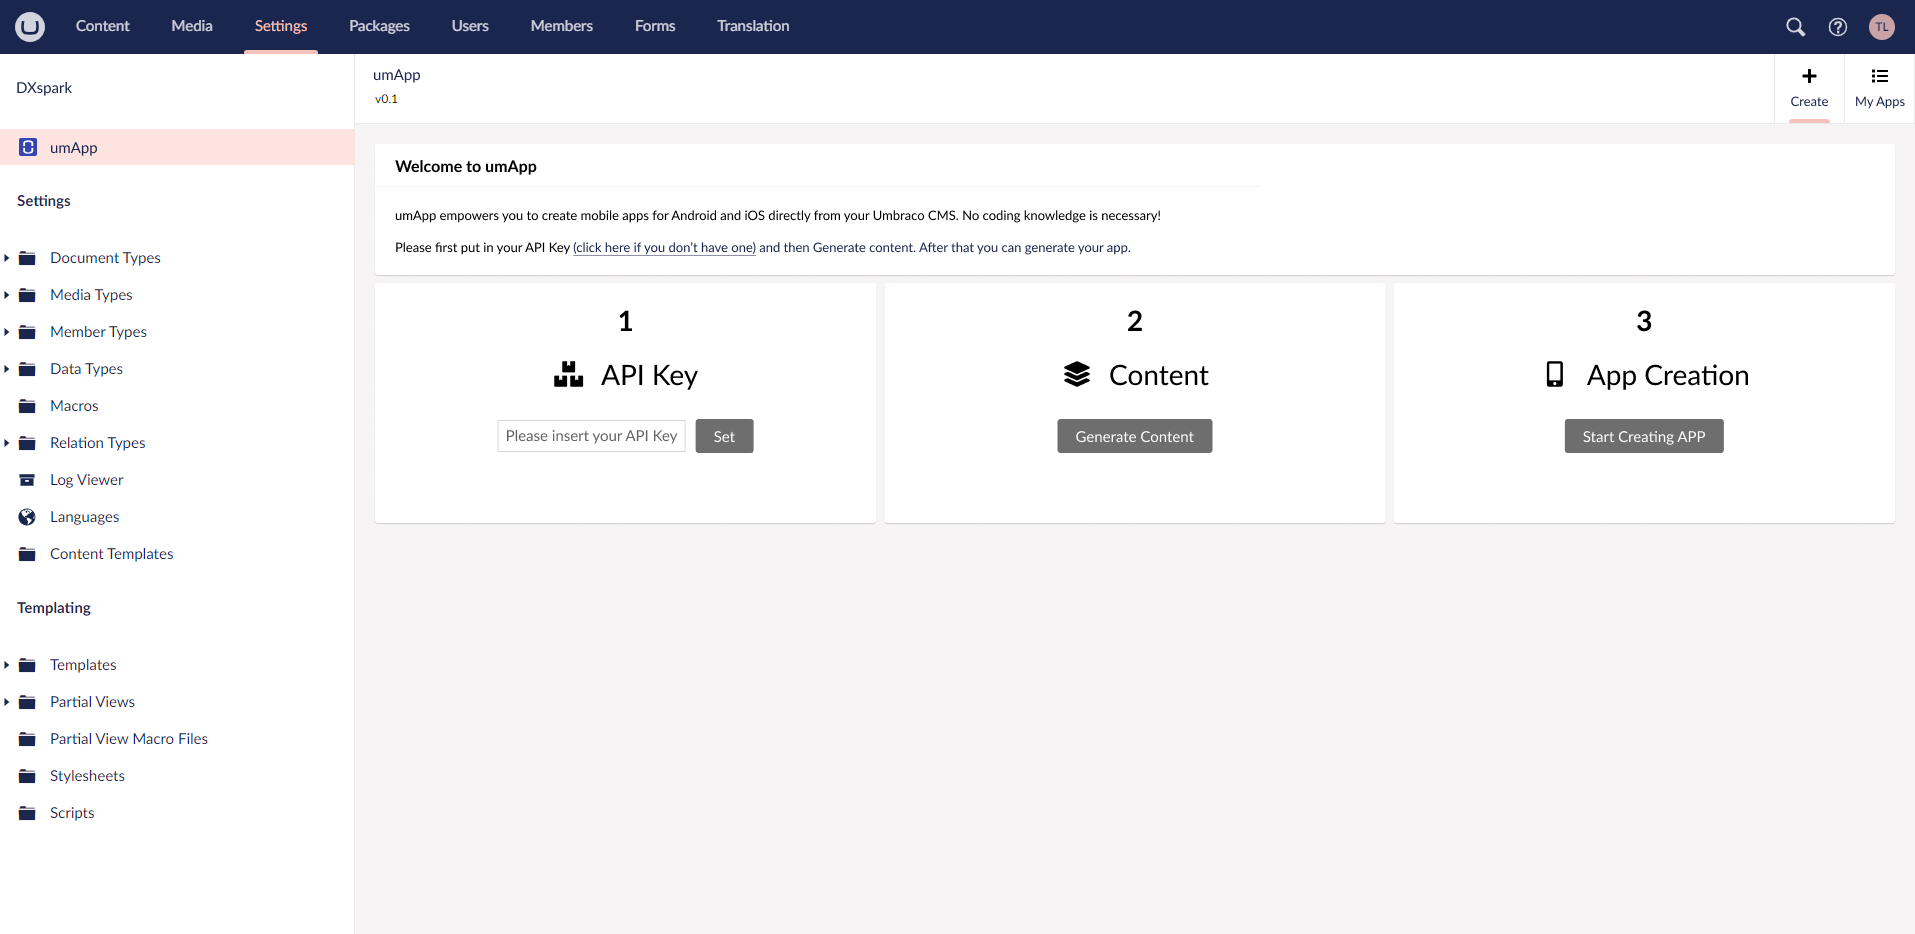 Content Media Settings Packages Users Members Forms Translation TL
DXspark
umApp
Settings
Document Types
Media Types
Member Types
Data Types
Macros
Relation Types
Log Viewer
Languages
Content Templates
Templating
Templates
Partial Views
Partial View Macro Files
Stylesheets
Scripts
umApp
v0.1
Create
My Apps
Welcome to umApp
umApp empowers you to create mobile apps for Android and iOS directly from your Umbraco CMS. No coding knowledge is necessary!
Please first put in your API Key (click here if you don’t have one) and then Generate content. After that you can generate your app.
1
API Key
Please insert your API Key Set
2
Content
Generate Content
3
App Creation
Start Creating APP